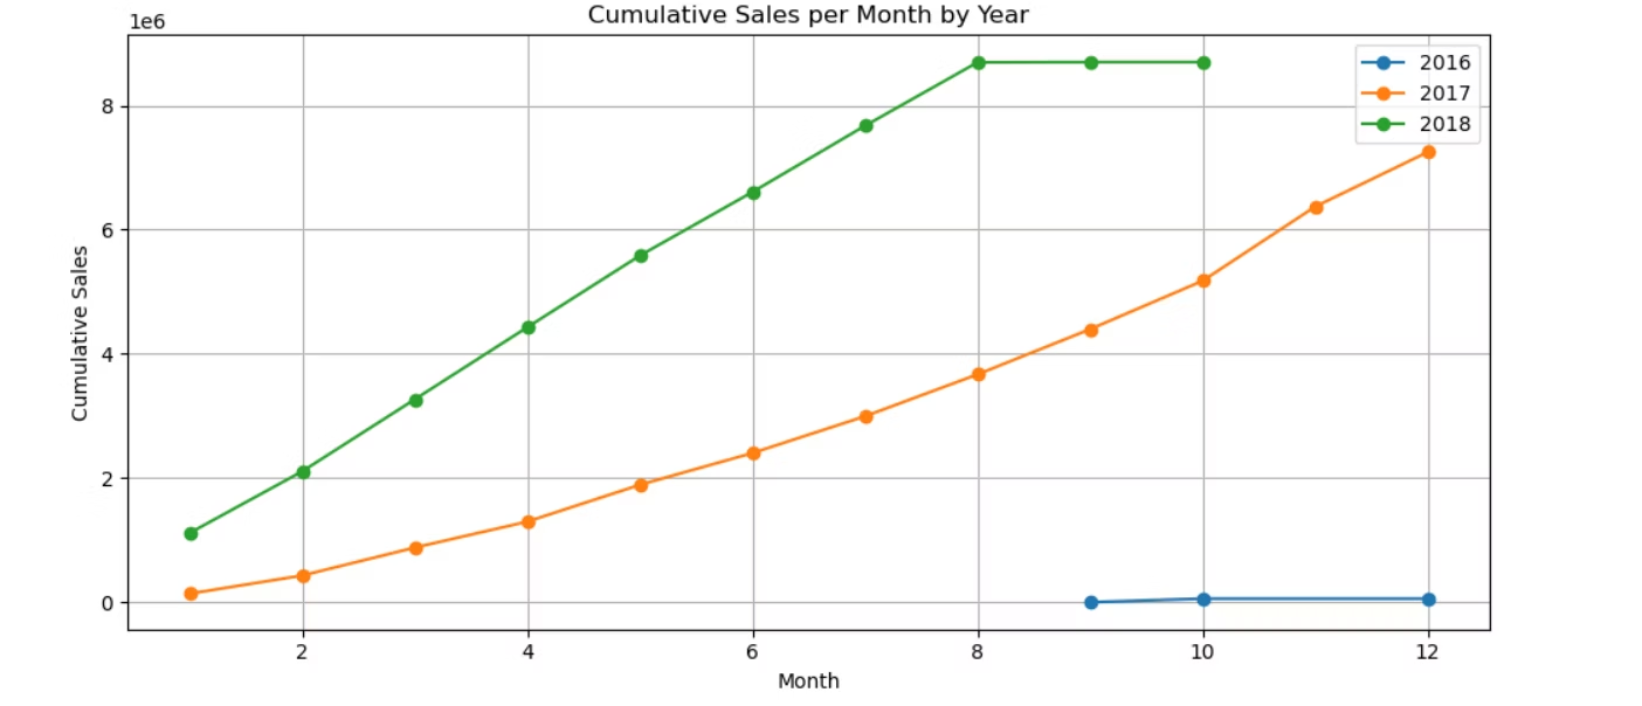 Cumulative Sales per Month by Year
1e6
2016
2017
2018
8
6
4
2
0
Cumulative Sales
2 4 6 8 10 12
Month